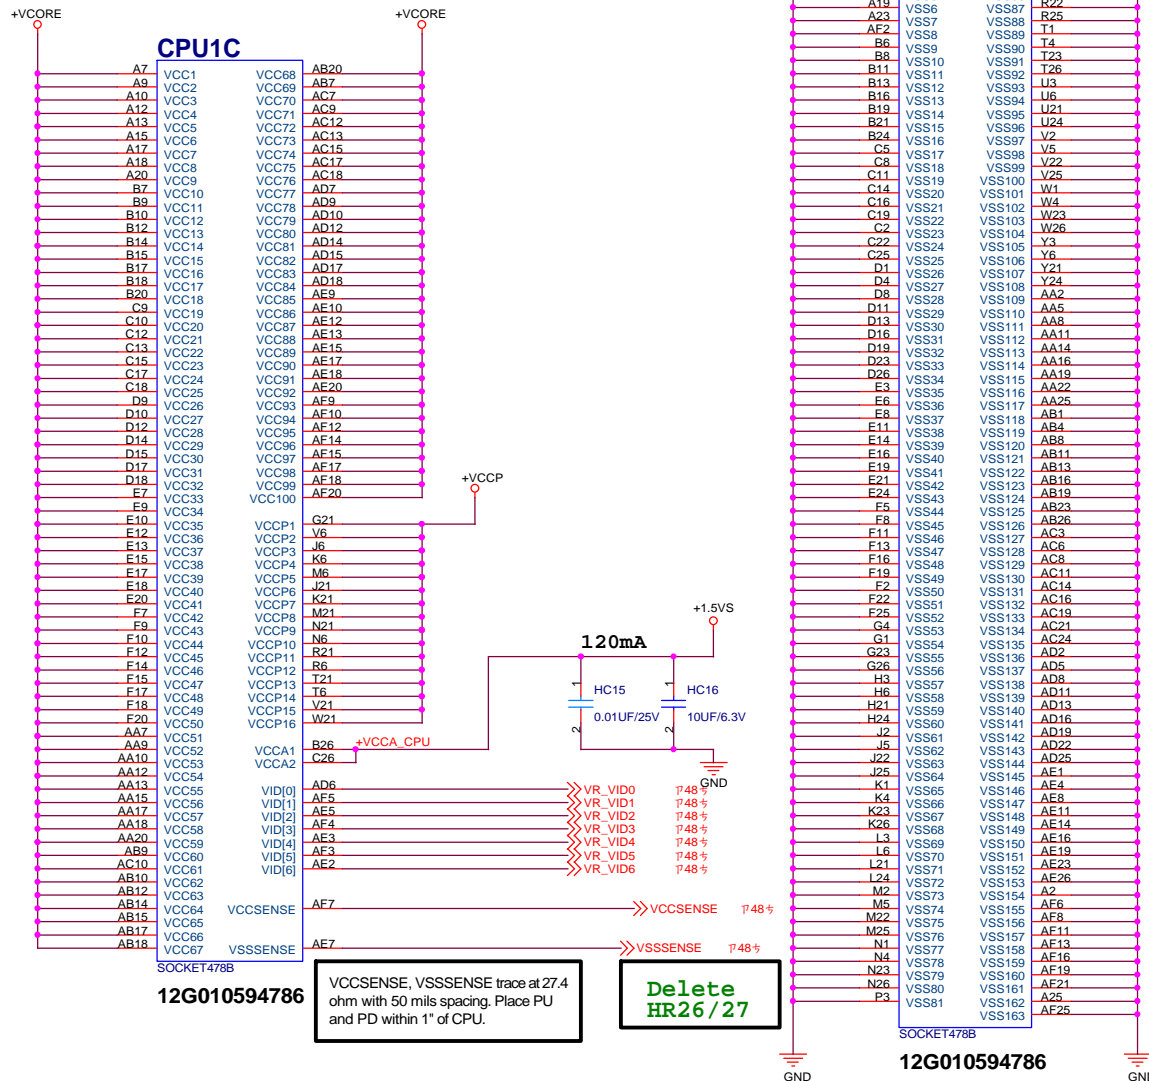 +VCORE
+VCORE
CPU1C
A7 VCC1 VCC68 AB20
A9 VCC2 VCC69 AB7
A10 VCC3 VCC70 AC7
A12 VCC4 VCC71 AC9
A13 VCC5 VCC72 AC12
A15 VCC6 VCC73 AC13
A17 VCC7 VCC74 AC15
A18 VCC8 VCC75 AC17
A20 VCC9 VCC76 AC18
B7 VCC10 VCC77 AD7
B9 VCC11 VCC78 AD9
B10 VCC12 VCC79 AD10
B12 VCC13 VCC80 AD12
B14 VCC14 VCC81 AD14
B15 VCC15 VCC82 AD15
B17 VCC16 VCC83 AD17
B18 VCC17 VCC84 AD18
B20 VCC18 VCC85 AE9
C9 VCC19 VCC86 AE10
C10 VCC20 VCC87 AE12
C12 VCC21 VCC88 AE13
C13 VCC22 VCC89 AE15
C15 VCC23 VCC90 AE17
C17 VCC24 VCC91 AE18
C18 VCC25 VCC92 AE20
D9 VCC26 VCC93 AF9
D10 VCC27 VCC94 AF10
D12 VCC28 VCC95 AF12
D14 VCC29 VCC96 AF14
D15 VCC30 VCC97 AF15
D17 VCC31 VCC98 AF17
D18 VCC32 VCC99 AF18
E7 VCC33 VCC100 AF20
E9 VCC34
+VCCP
E10 VCC35 VCCP1 G21
E12 VCC36 VCCP2 V6
E13 VCC37 VCCP3 J6
E15 VCC38 VCCP4 K6
E17 VCC39 VCCP5 M6
E18 VCC40 VCCP6 J21
E20 VCC41 VCCP7 K21
F7 VCC42 VCCP8 M21
F9 VCC43 VCCP9 N21
F10 VCC44 VCCP10 N6
F12 VCC45 VCCP11 R21
F14 VCC46 VCCP12 R6
F15 VCC47 VCCP13 T21
F17 VCC48 VCCP14 T6
F18 VCC49 VCCP15 V21
F20 VCC50 VCCP16 W21
AA7 VCC51
AA9 VCC52 VCCA1 B26 +VCCA_CPU
AA10 VCC53 VCCA2 C26
AA12 VCC54
AA13 VCC55 VID[0] AD6 VR_VID0
AA15 VCC56 VID[1] AF5 VR_VID1
AA17 VCC57 VID[2] AE5 VR_VID2
AA18 VCC58 VID[3] AF4 VR_VID3
AA20 VCC59 VID[4] AE3 VR_VID4
AB9 VCC60 VID[5] AF3 VR_VID5
AC10 VCC61 VID[6] AE2 VR_VID6
AB10 VCC62
AB12 VCC63
AB14 VCC64 VCCSENSE AF7 VCCSENSE
AB15 VCC65
AB17 VCC66
AB18 VCC67 VSSSENSE AE7 VSSSENSE
SOCKET478B
12G010594786
+1.5VS
120mA
1 HC15 2
0.01UF/25V
1 HC16 2
10UF/6.3V
GND
VCCSENSE, VSSSENSE trace at 27.4
ohm with 50 mils spacing. Place PU
and PD within 1" of CPU.
Delete
HR26/27
A19 VSS6 VSS87 R22
A23 VSS7 VSS88 R25
AF2 VSS8 VSS89 T1
B6 VSS9 VSS90 T4
B8 VSS10 VSS91 T23
B11 VSS11 VSS92 T26
B13 VSS12 VSS93 U3
B16 VSS13 VSS94 U6
B19 VSS14 VSS95 U21
B21 VSS15 VSS96 U24
B24 VSS16 VSS97 V2
C5 VSS17 VSS98 V5
C8 VSS18 VSS99 V22
C11 VSS19 VSS100 V25
C14 VSS20 VSS101 W1
C16 VSS21 VSS102 W4
C19 VSS22 VSS103 W23
C2 VSS23 VSS104 W26
C22 VSS24 VSS105 Y3
C25 VSS25 VSS106 Y6
D1 VSS26 VSS107 Y21
D4 VSS27 VSS108 Y24
D8 VSS28 VSS109 AA2
D11 VSS29 VSS110 AA5
D13 VSS30 VSS111 AA8
D16 VSS31 VSS112 AA11
D19 VSS32 VSS113 AA14
D23 VSS33 VSS114 AA16
D26 VSS34 VSS115 AA19
E3 VSS35 VSS116 AA22
E6 VSS36 VSS117 AA25
E8 VSS37 VSS118 AB1
E11 VSS38 VSS119 AB4
E14 VSS39 VSS120 AB8
E16 VSS40 VSS121 AB11
E19 VSS41 VSS122 AB13
E21 VSS42 VSS123 AB16
E24 VSS43 VSS124 AB19
F5 VSS44 VSS125 AB23
F8 VSS45 VSS126 AB26
F11 VSS46 VSS127 AC3
F13 VSS47 VSS128 AC6
F16 VSS48 VSS129 AC8
F19 VSS49 VSS130 AC11
F2 VSS50 VSS131 AC14
F22 VSS51 VSS132 AC16
F25 VSS52 VSS133 AC19
G4 VSS53 VSS134 AC21
G1 VSS54 VSS135 AC24
G23 VSS55 VSS136 AD2
G26 VSS56 VSS137 AD5
H3 VSS57 VSS138 AD8
H6 VSS58 VSS139 AD11
H21 VSS59 VSS140 AD13
H24 VSS60 VSS141 AD16
J2 VSS61 VSS142 AD19
J5 VSS62 VSS143 AD22
J22 VSS63 VSS144 AD25
J25 VSS64 VSS145 AE1
K1 VSS65 VSS146 AE4
K4 VSS66 VSS147 AE8
K23 VSS67 VSS148 AE11
K26 VSS68 VSS149 AE14
L3 VSS69 VSS150 AE16
L6 VSS70 VSS151 AE19
L21 VSS71 VSS152 AE23
L24 VSS72 VSS153 AE26
M2 VSS73 VSS154 A2
M5 VSS74 VSS155 AF6
M22 VSS75 VSS156 AF8
M25 VSS76 VSS157 AF11
N1 VSS77 VSS158 AF13
N4 VSS78 VSS159 AF16
N23 VSS79 VSS160 AF19
N26 VSS80 VSS161 AF21
P3 VSS81 VSS162 A25
VSS163 AF25
SOCKET478B
12G010594786
GND